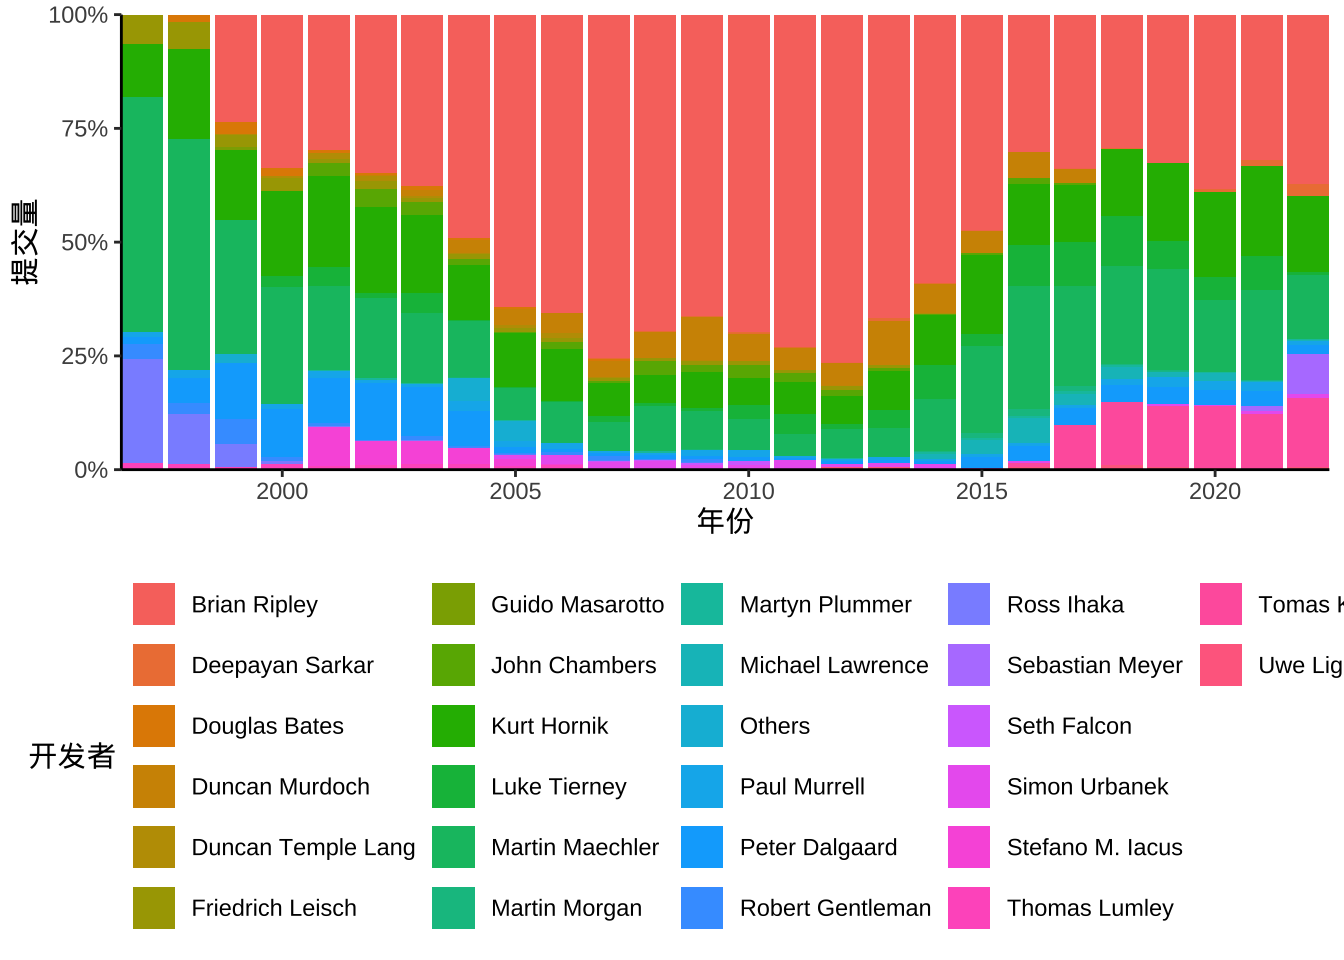 100%
75%
50%
25%
0%
提交量
2000
2005
2010
2015
2020
年份
开发者
Brian Ripley
Deepayan Sarkar
Douglas Bates
Duncan Murdoch
Duncan Temple Lang
Friedrich Leisch
Guido Masarotto
John Chambers
Kurt Hornik
Luke Tierney
Martin Maechler
Martin Morgan
Martyn Plummer
Michael Lawrence
Others
Paul Murrell
Peter Dalgaard
Robert Gentleman
Ross Ihaka
Sebastian Meyer
Seth Falcon
Simon Urbanek
Stefano M. Iacus
Thomas Lumley
Tomas
Uwe